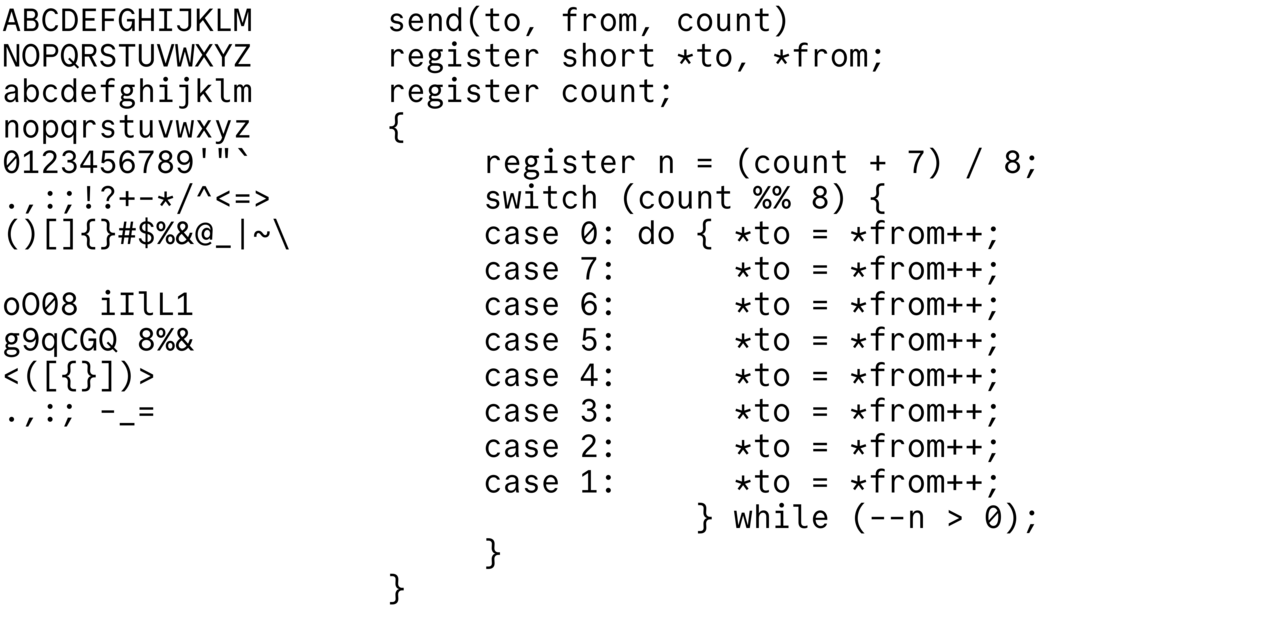 ABCDEFGHIJKLM
NOPQRSTUVWXYZ
abcdefghijklm
nopqrstuvwxyz
0123456789'"`
.,:;!?+-*/^<=>
()[]{}#$%&@_|~\
oO08 iIlL1
g9qCGQ 8%&
<([{}])>
.,:; -_=
send(to, from, count)
register short *to, *from;
register count;
{
     register n = (count + 7) / 8;
     switch (count %% 8) {
     case 0: do { *to = *from++;
     case 7:      *to = *from++;
     case 6:      *to = *from++;
     case 5:      *to = *from++;
     case 4:      *to = *from++;
     case 3:      *to = *from++;
     case 2:      *to = *from++;
     case 1:      *to = *from++;
                } while (--n > 0);
     }
}